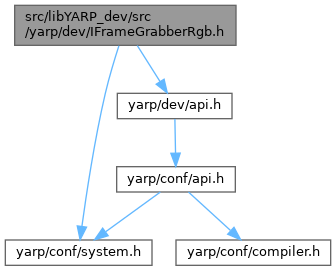 src/libYARP_dev/src
/yarp/dev/IFrameGrabberRgb.h
yarp/dev/api.h
yarp/conf/api.h
yarp/conf/system.h
yarp/conf/compiler.h